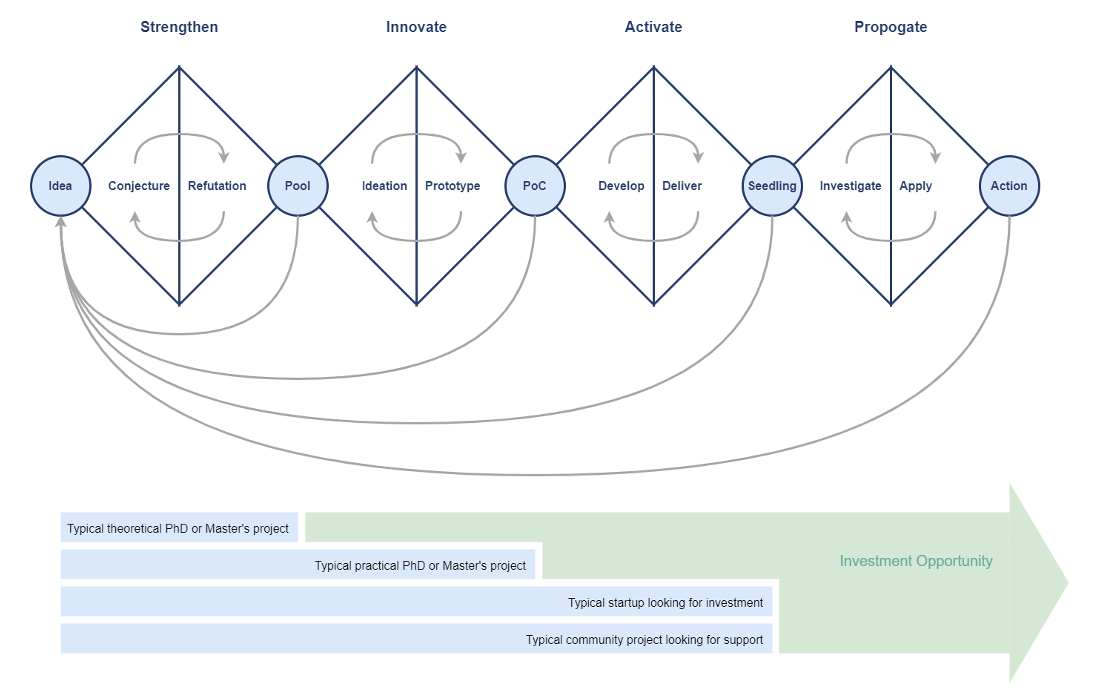 Strengthen
Innovate
Activate
Propogate
Idea
Conjecture
Refutation
Pool
Ideation
Prototype
PoC
Develop
Deliver
Seedling
Investigate
Apply
Action
Typical theoretical PhD or Master's project
Typical practical PhD or Master's project
Investment Opportunity
Typical startup looking for investment
Typical community project looking for support